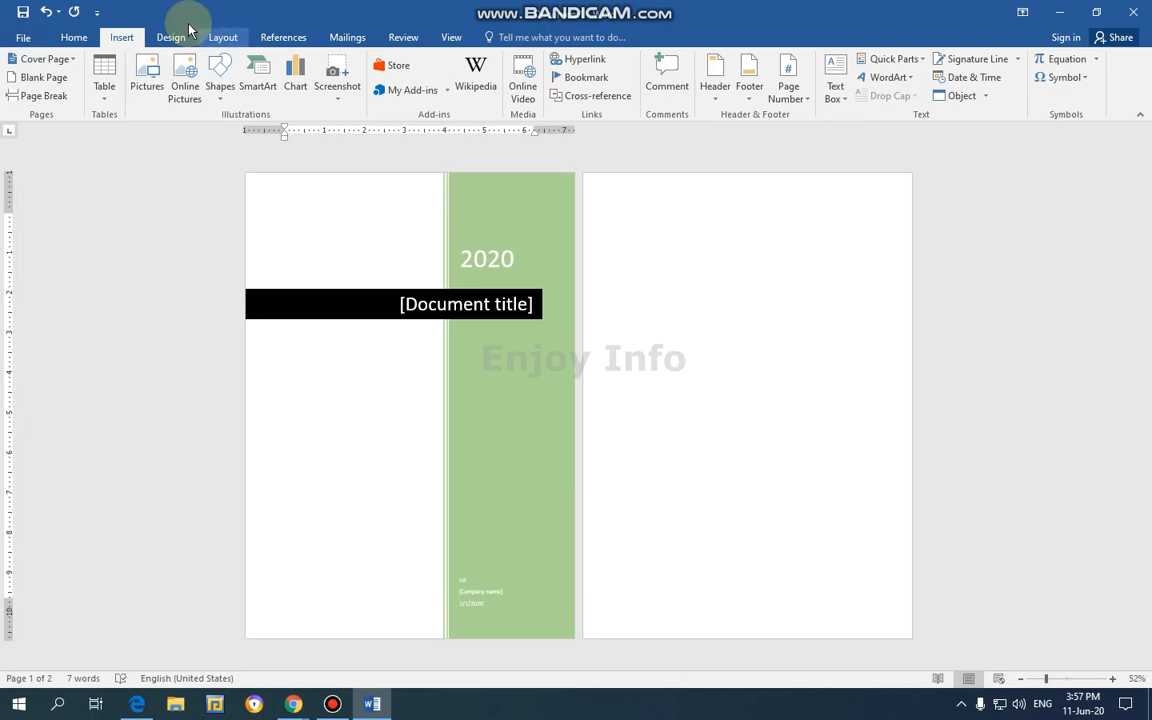 www.BANDICAM.com
File Home Insert Design Layout References Mailings Review View Tell me what you want to do... Sign in Share
Cover Page
Blank Page
Page Break
Pages
Table
Tables
Pictures
Online Pictures
Shapes
SmartArt
Chart
Screenshot
Illustrations
Store
My Add-ins
Wikipedia
Add-ins
Online Video
Media
Hyperlink
Bookmark
Cross-reference
Links
Comment
Comments
Header
Footer
Page Number
Header & Footer
Text Box
Quick Parts
WordArt
Drop Cap
Signature Line
Date & Time
Object
Text
Equation
Symbol
Symbols
2020
[Document title]
Enjoy Info
HP
[Company name]
1/1/2020
Page 1 of 2 7 words English (United States) 52%
ENG
3:57 PM
11-Jun-20